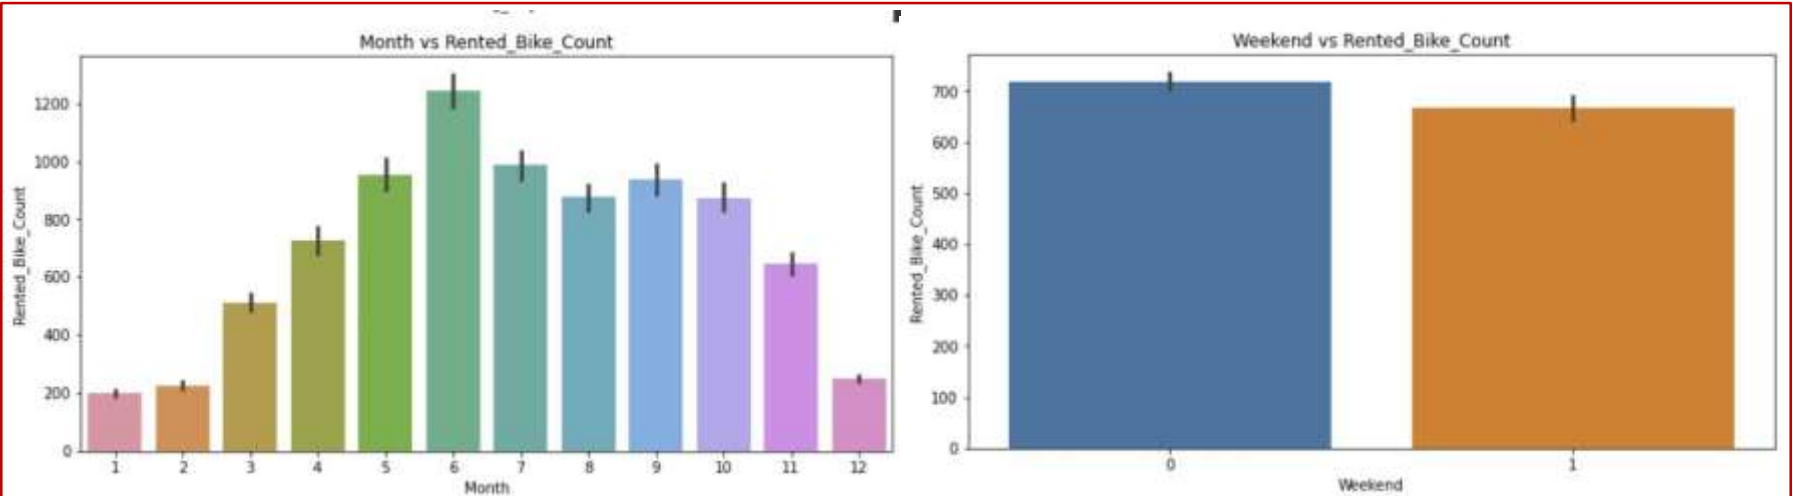 Month vs Rented_Bike_Count
1200
1000
800
600
400
200
0
Rented_Bike_Count
1 2 3 4 5 6 7 8 9 10 11 12
Month
Weekend vs Rented_Bike_Count
700
600
500
400
300
200
100
0
Rented_Bike_Count
0 1
Weekend